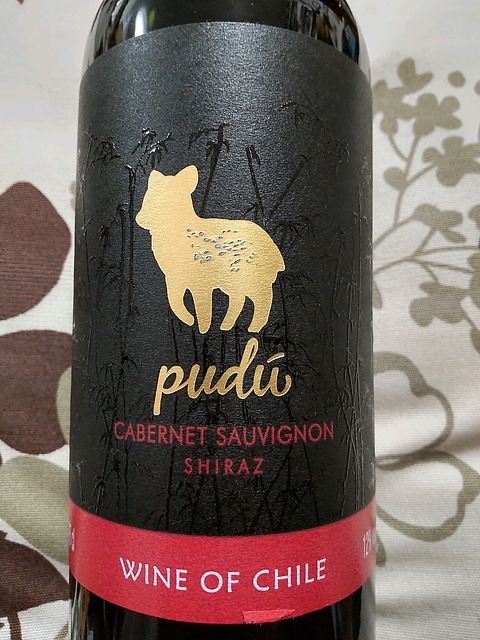 pudú
CABERNET SAUVIGNON
SHIRAZ
WINE OF CHILE